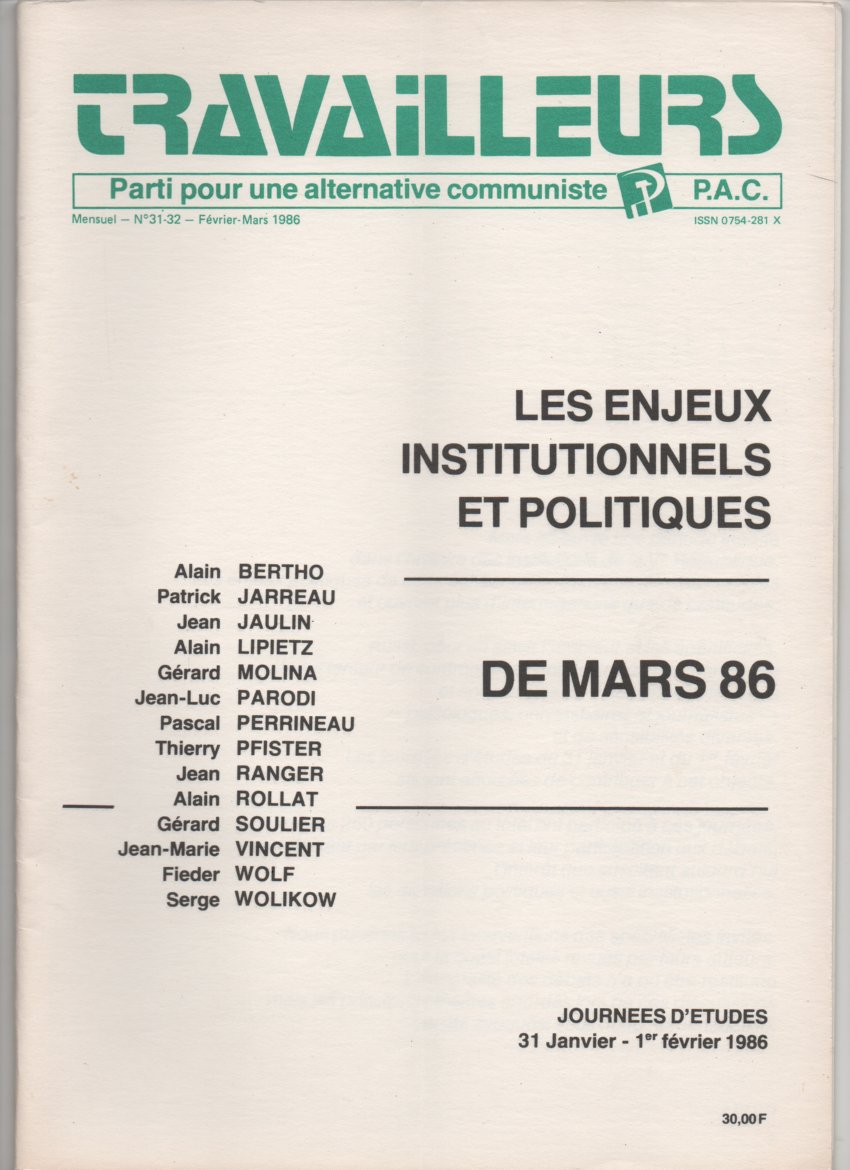 TRAVAiLLEURS
Parti pour une alternative communiste P.A.C.
Mensuel — N°31-32 — Février-Mars 1986
ISSN 0754-281 X
LES ENJEUX
INSTITUTIONNELS
ET POLITIQUES
DE MARS 86
Alain BERTHO
Patrick JARREAU
Jean JAULIN
Alain LIPIETZ
Gérard MOLINA
Jean-Luc PARODI
Pascal PERRINEAU
Thierry PFISTER
Jean RANGER
Alain ROLLAT
Gérard SOULIER
Jean-Marie VINCENT
Fieder WOLF
Serge WOLIKOW
JOURNEES D'ETUDES
31 Janvier - 1er février 1986
30,00F